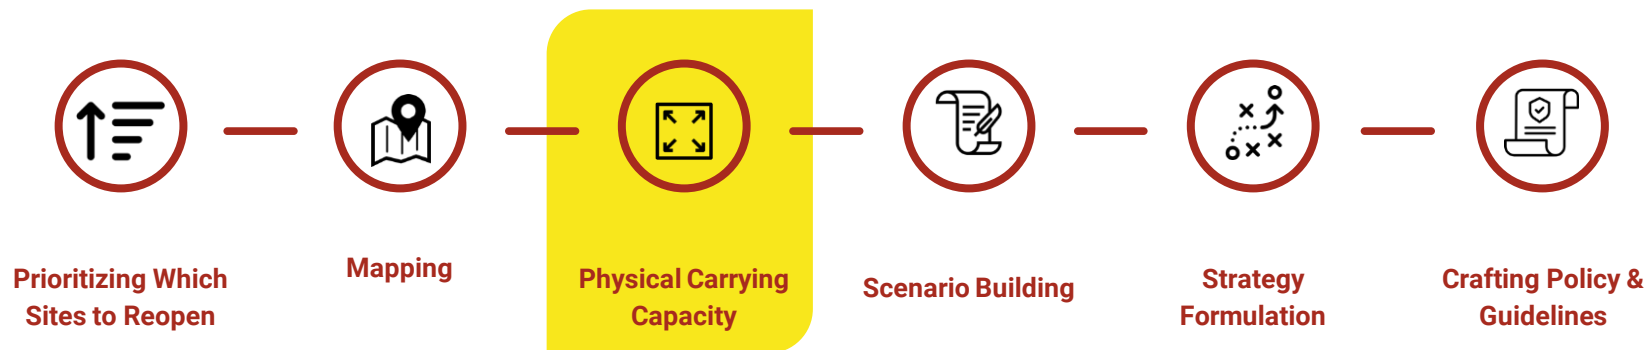 Prioritizing Which
Sites to Reopen
Mapping
Physical Carrying
Capacity
Scenario Building
Strategy
Formulation
Crafting Policy &
Guidelines